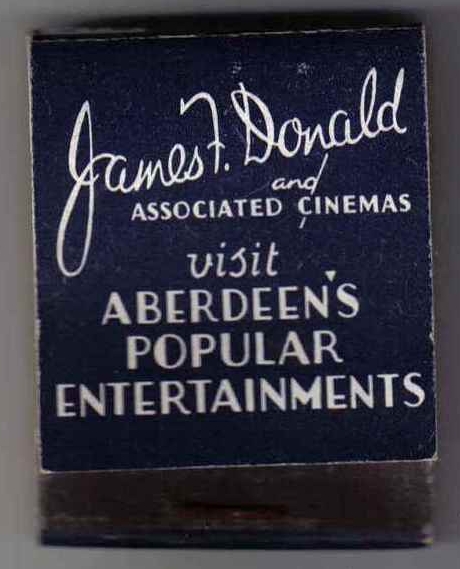 James F. Donald
and
ASSOCIATED CINEMAS
visit
ABERDEEN'S
POPULAR
ENTERTAINMENTS